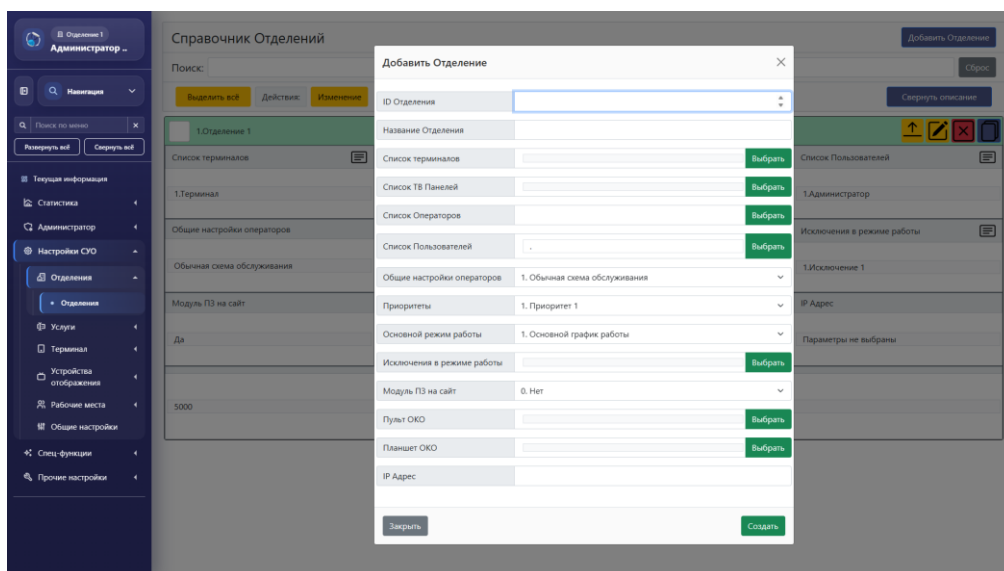 Отделение 1
Администратор ..
Навигация
Поиск по меню
Развернуть всё
Свернуть всё
Текущая информация
Статистика
Администратор
Настройки СУО
Отделения
Отделения
Услуги
Терминал
Устройства
отображения
Рабочие места
Общие настройки
Спец-функции
Прочие настройки
Справочник Отделений
Добавить Отделение
Поиск:
Сброс
Выделить всё
Действия:
Изменение
Свернуть описание
1.Отделение 1
Список терминалов
Список Пользователей
1.Терминал
1.Администратор
Общие настройки операторов
Исключения в режиме работы
Обычная схема обслуживания
1.Исключение 1
Модуль ПЗ на сайт
IP Адрес
Да
Параметры не выбраны
5000
Добавить Отделение
ID Отделения
Название Отделения
Список терминалов
Выбрать
Список ТВ Панелей
Выбрать
Список Операторов
Выбрать
Список Пользователей
.
Выбрать
Общие настройки операторов
1. Обычная схема обслуживания
Приоритеты
1. Приоритет 1
Основной режим работы
1. Основной график работы
Исключения в режиме работы
Выбрать
Модуль ПЗ на сайт
0. Нет
Пульт ОКО
Выбрать
Планшет ОКО
Выбрать
IP Адрес
Закрыть
Создать